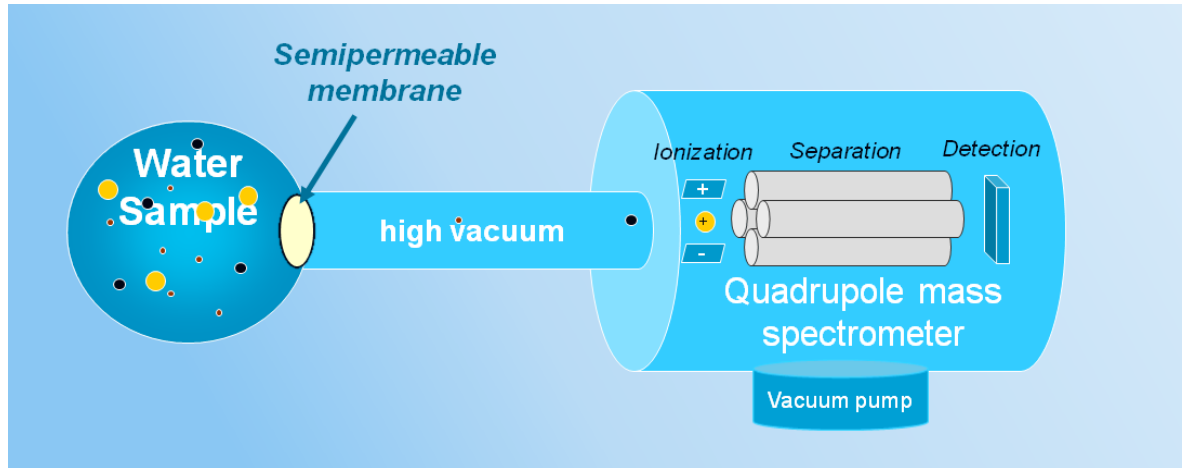 Semipermeable
membrane
Water
Sample
high vacuum
Ionization
Separation
Detection
+
+
-
Quadrupole mass
spectrometer
Vacuum pump